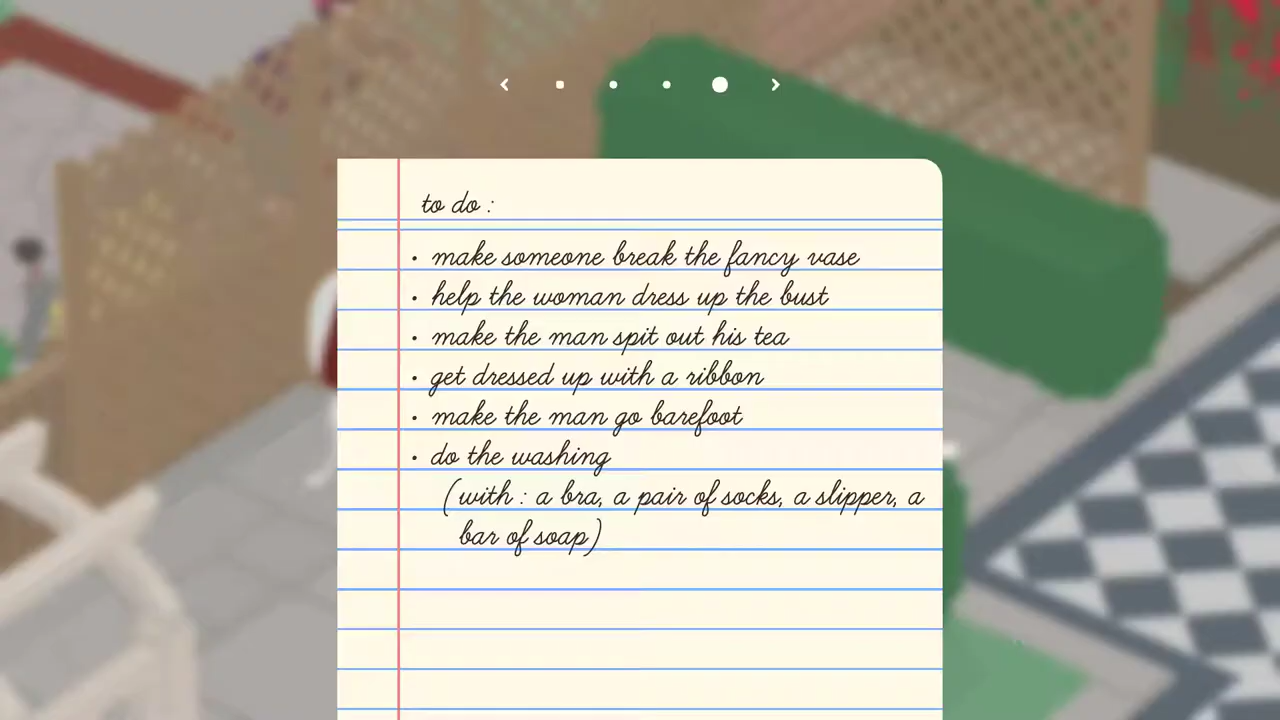 to do :
• make someone break the fancy vase
• help the woman dress up the bust
• make the man spit out his tea
• get dressed up with a ribbon
• make the man go barefoot
• do the washing
(with : a bra, a pair of socks, a slipper, a
bar of soap)